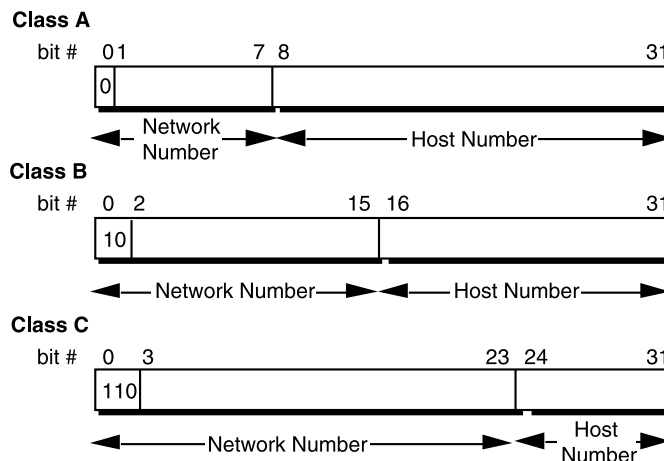 Class A
bit # 0 1 7 8 31
0
Network
Number
Host Number
Class B
bit # 0 2 15 16 31
10
Network Number Host Number
Class C
bit # 0 3 23 24 31
110
Network Number
Host
Number